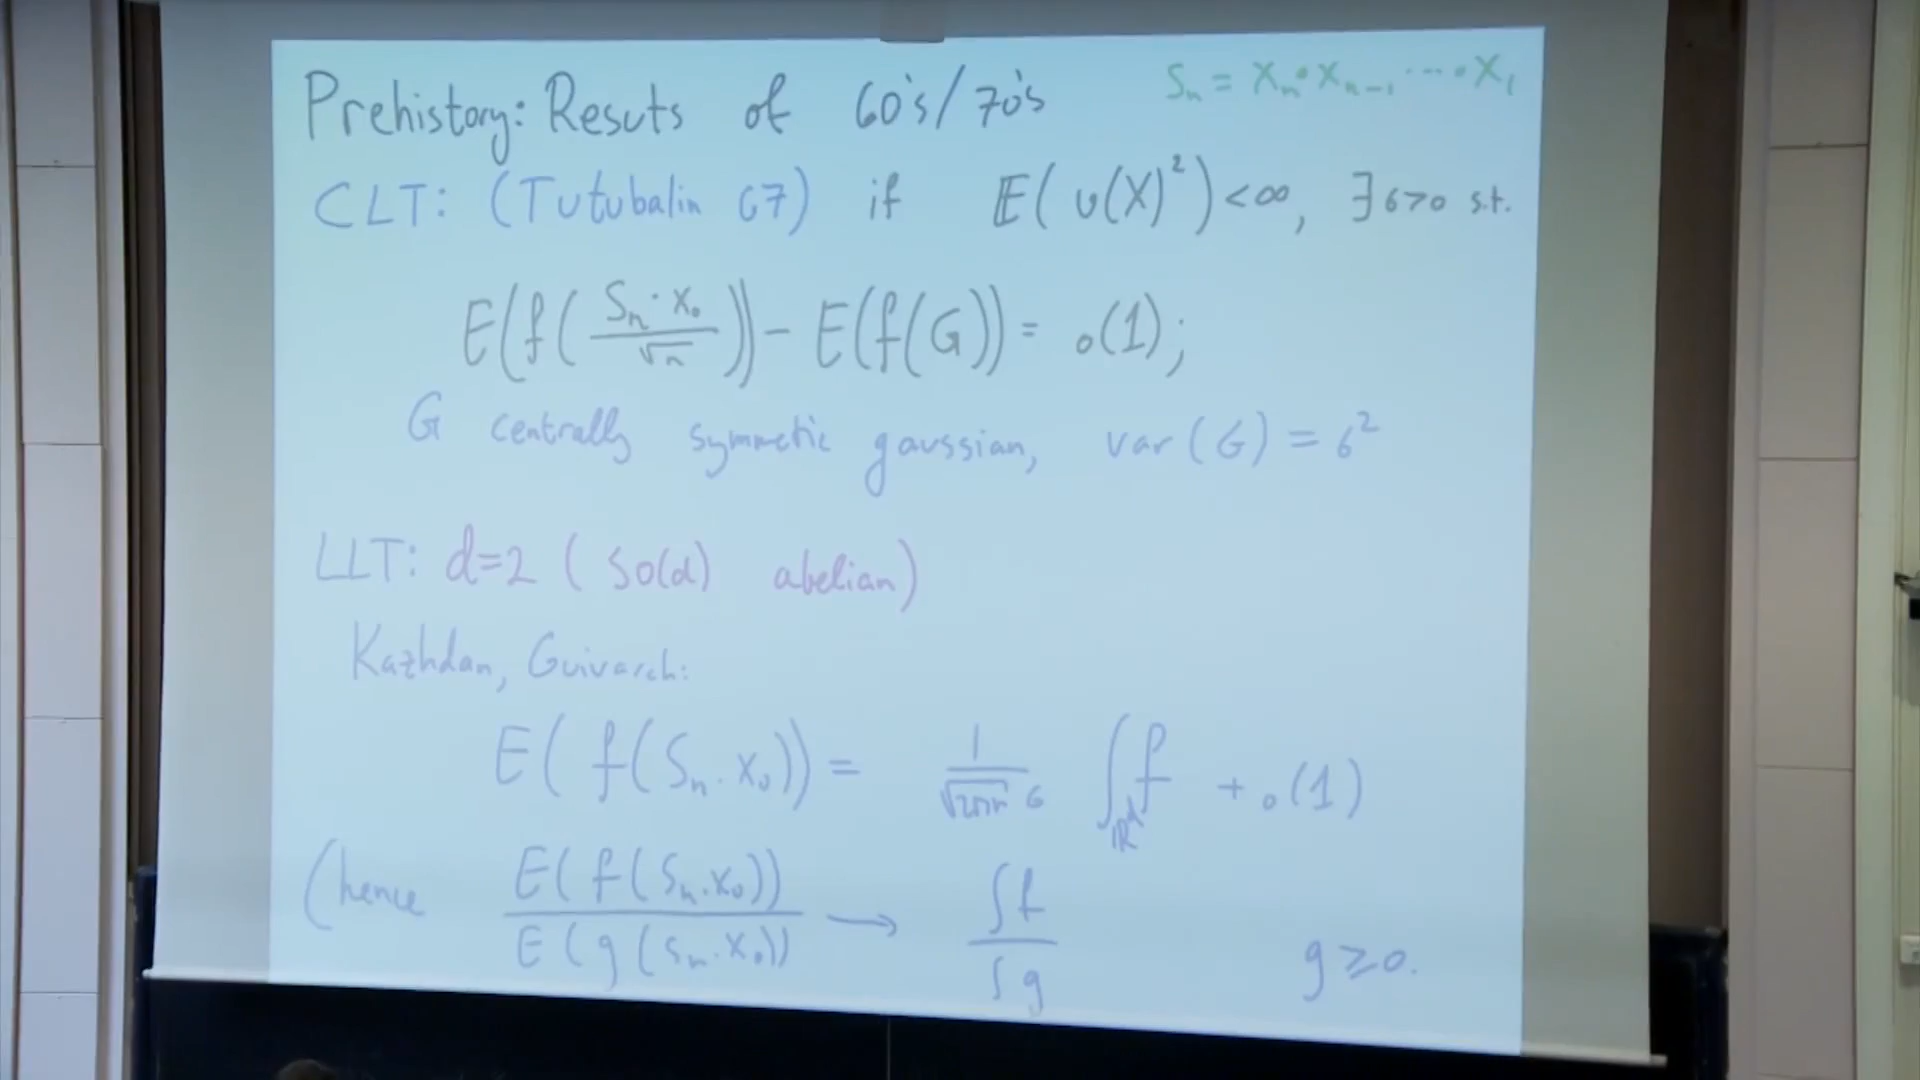 Prehistory: Resuts of 60's/70's
Sₙ = Xₙ·Xₙ₋₁·…·X₁
CLT: (Tutubalin 67) if E(υ(X)²)<∞, ∃ б>0 s.t.
E(f(Sₙ·x₀/√n)) − E(f(G)) = o(1);
G centrally symmetic gaussian, var(G) = б²
LLT: d=2 (SO(d) abelian)
Kazhdan, Guivarch:
E(f(Sₙ.x₀)) = 1/(√2πn б) ∫_ℝᵈ f + o(1)
(hence E(f(Sₙ.x₀))/E(g(Sₙ.x₀)) → ∫f/∫g g≥0.